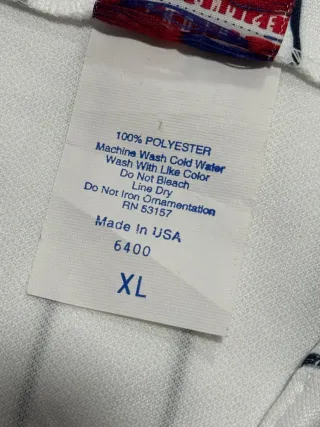 100% POLYESTER
Machine Wash Cold Water
Wash With Like Color
Do Not Bleach
Line Dry
Do Not Iron Ornamentation
RN 53157
Made In USA
6400
XL